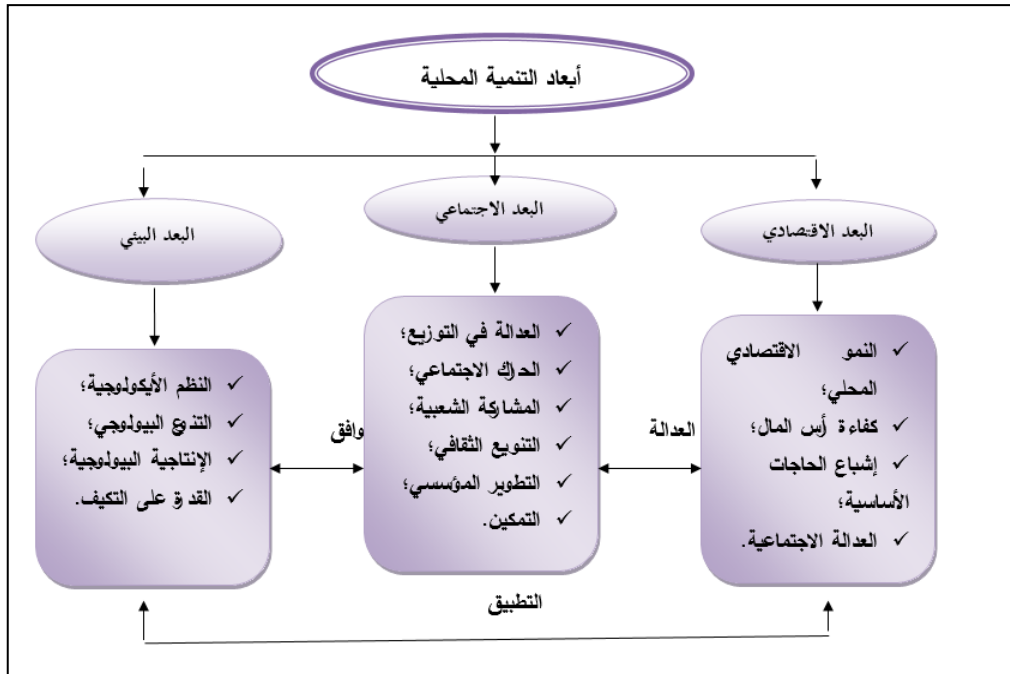 أبعاد التنمية المحلية
البعد الاقتصادي
البعد الاجتماعي
البعد البيئي
✓ النمو الاقتصادي
المحلي؛
✓ كفاءة أرس المال؛
✓ إشباع الحاجات
الأساسية؛
✓ العدالة الاجتماعية.
العدالة
✓ العدالة في التوزيع؛
✓ الحراك الاجتماعي؛
✓ المشاركة الشعبية؛
✓ التنويع الثقافي؛
✓ التطوير المؤسسي؛
✓ التمكين.
وافق
✓ النظم الأيكولوجية؛
✓ التنوع البيولوجي؛
✓ الإنتاجية البيولوجية؛
✓ القدرة على التكيف.
التطبيق